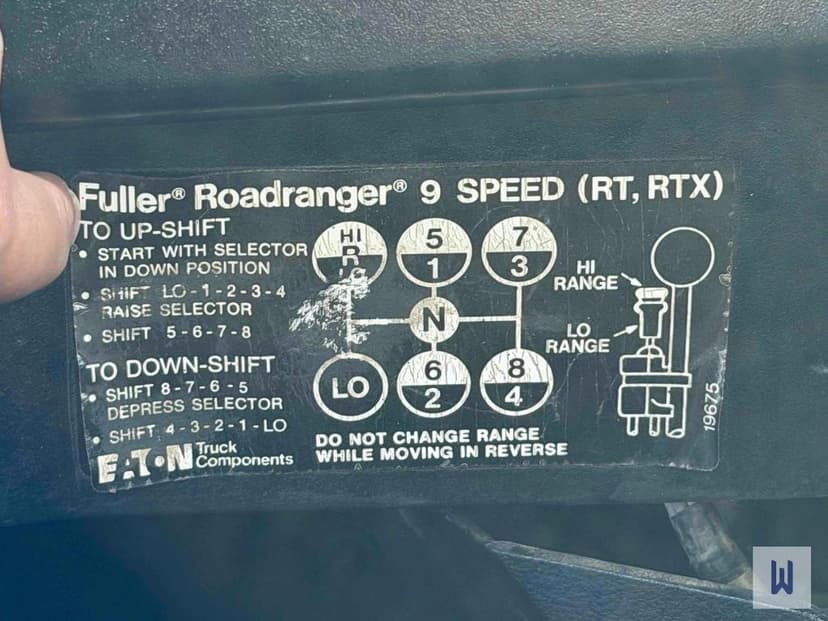 Fuller® Roadranger® 9 SPEED (RT, RTX)
TO UP-SHIFT
• START WITH SELECTOR
IN DOWN POSITION
• SHIFT LO-1-2-3-4
RAISE SELECTOR
• SHIFT 5-6-7-8
TO DOWN-SHIFT
• SHIFT 8-7-6-5
DEPRESS SELECTOR
• SHIFT 4-3-2-1-LO
EATON Truck
Components
HI
R
5
1
7
3
N
LO
6
2
8
4
DO NOT CHANGE RANGE
WHILE MOVING IN REVERSE
HI
RANGE
LO
RANGE
19675
W